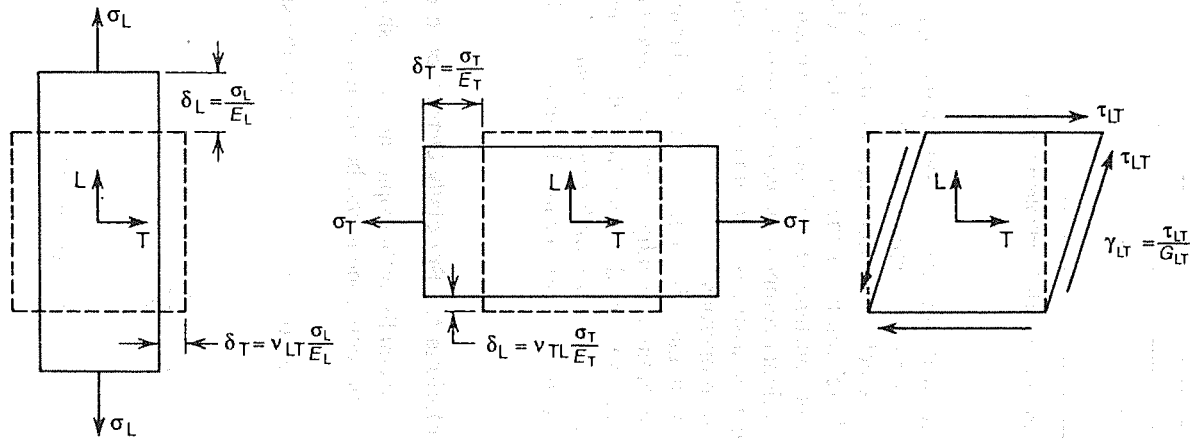 σL
δL = σL/EL
L
T
δT = νLT σL/EL
σL
δT = σT/ET
L
T
σT
σT
δL = νTL σT/ET
τLT
τLT
L
T
γLT = τLT/GLT